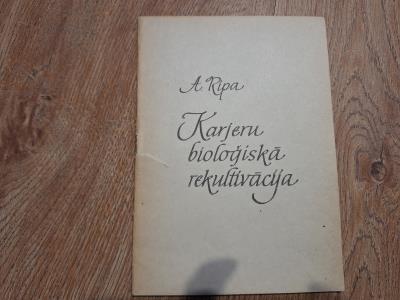 A. Ripa
Karjeru
bioloģiskā
rekultivācija